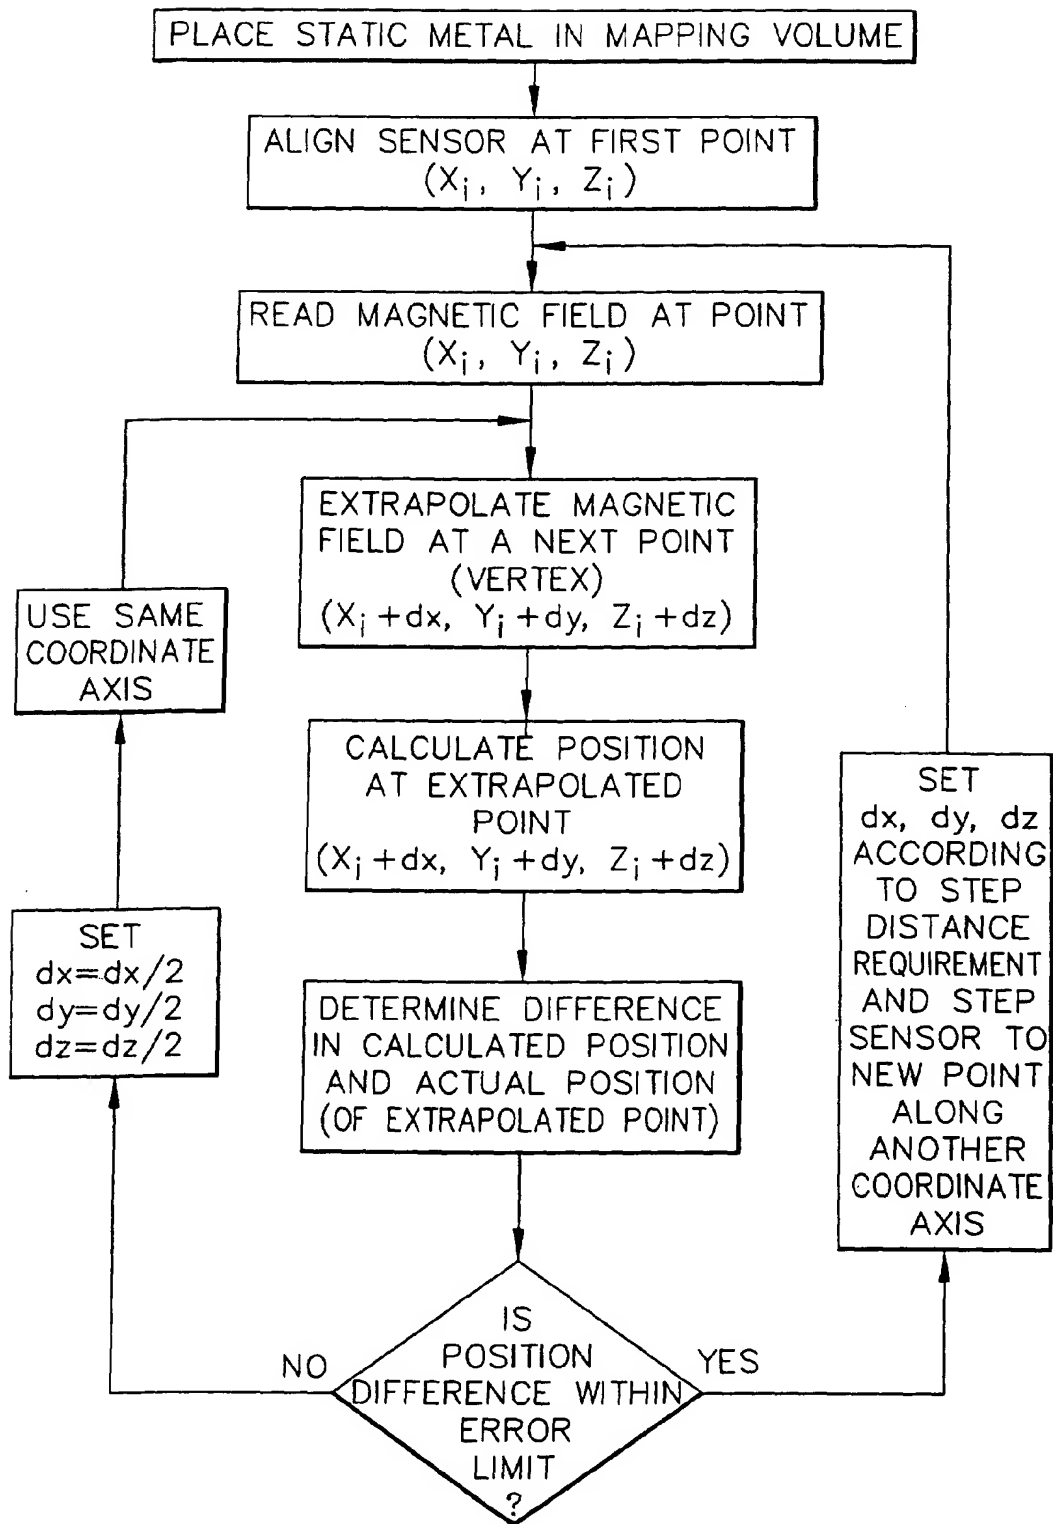 PLACE STATIC METAL IN MAPPING VOLUME
ALIGN SENSOR AT FIRST POINT
(Xi, Yi, Zi)
READ MAGNETIC FIELD AT POINT
(Xi, Yi, Zi)
EXTRAPOLATE MAGNETIC
FIELD AT A NEXT POINT
(VERTEX)
(Xi+dx, Yi+dy, Zi+dz)
USE SAME
COORDINATE
AXIS
CALCULATE POSITION
AT EXTRAPOLATED
POINT
(Xi+dx, Yi+dy, Zi+dz)
SET
dx=dx/2
dy=dy/2
dz=dz/2
DETERMINE DIFFERENCE
IN CALCULATED POSITION
AND ACTUAL POSITION
(OF EXTRAPOLATED POINT)
SET
dx, dy, dz
ACCORDING
TO STEP
DISTANCE
REQUIREMENT
AND STEP
SENSOR TO
NEW POINT
ALONG
ANOTHER
COORDINATE
AXIS
IS
POSITION
DIFFERENCE WITHIN
ERROR
LIMIT
?
NO
YES